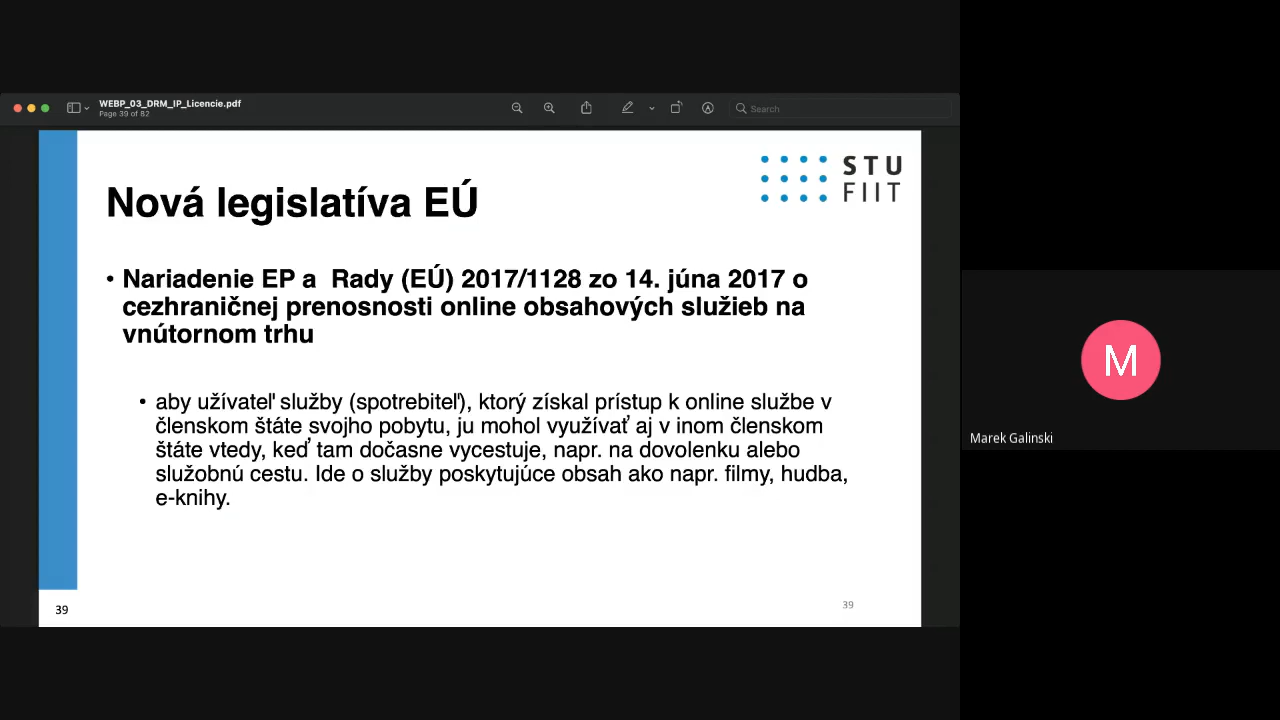 WEBP_03_DRM_IP_Licencie.pdf
Page 39 of 82
Search
STU
FIIT
Nová legislatíva EÚ
• Nariadenie EP a Rady (EÚ) 2017/1128 zo 14. júna 2017 o
cezhraničnej prenosnosti online obsahových služieb na
vnútornom trhu
• aby užívateľ služby (spotrebiteľ), ktorý získal prístup k online službe v
členskom štáte svojho pobytu, ju mohol využívať aj v inom členskom
štáte vtedy, keď tam dočasne vycestuje, napr. na dovolenku alebo
služobnú cestu. Ide o služby poskytujúce obsah ako napr. filmy, hudba,
e-knihy.
39
39
M
Marek Galinski